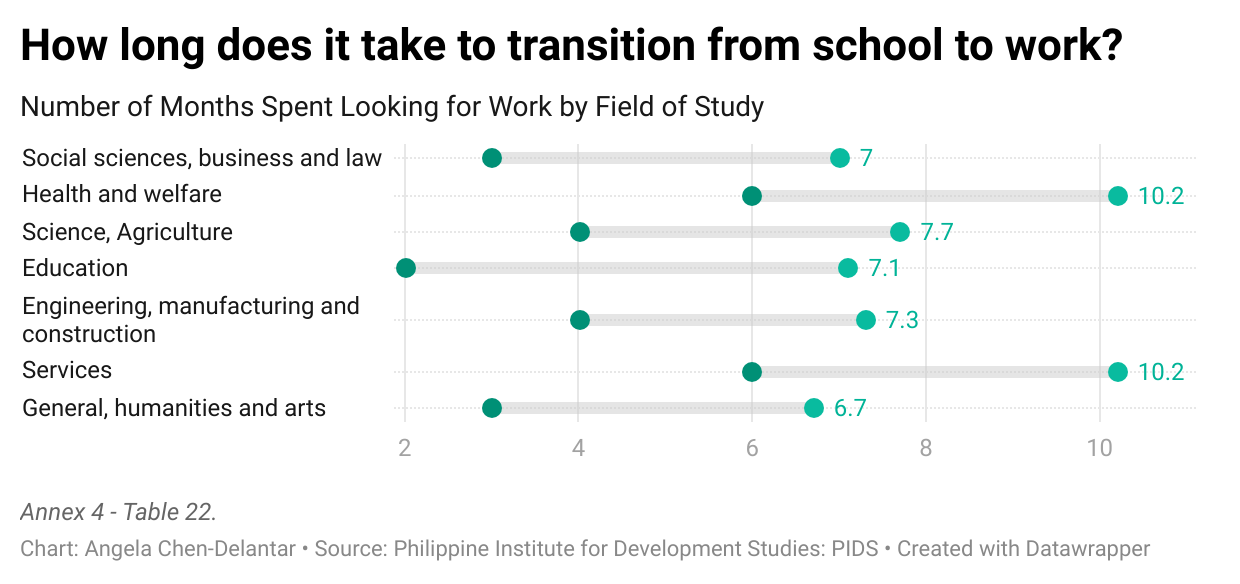 How long does it take to transition from school to work?
Number of Months Spent Looking for Work by Field of Study
Social sciences, business and law 7
Health and welfare 10.2
Science, Agriculture 7.7
Education 7.1
Engineering, manufacturing and
construction 7.3
Services 10.2
General, humanities and arts 6.7
2 4 6 8 10
Annex 4 - Table 22.
Chart: Angela Chen-Delantar • Source: Philippine Institute for Development Studies: PIDS • Created with Datawrapper